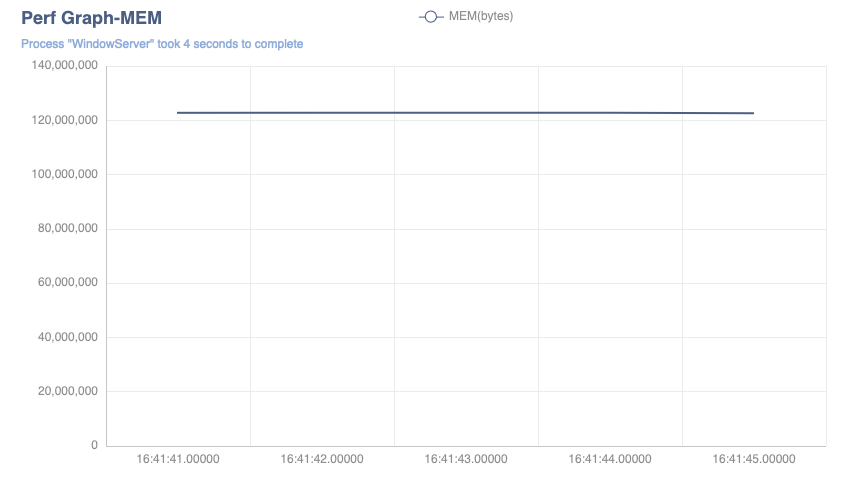 Perf Graph-MEM
MEM(bytes)
Process "WindowServer" took 4 seconds to complete
140,000,000
120,000,000
100,000,000
80,000,000
60,000,000
40,000,000
20,000,000
0
16:41:41.00000 16:41:42.00000 16:41:43.00000 16:41:44.00000 16:41:45.00000